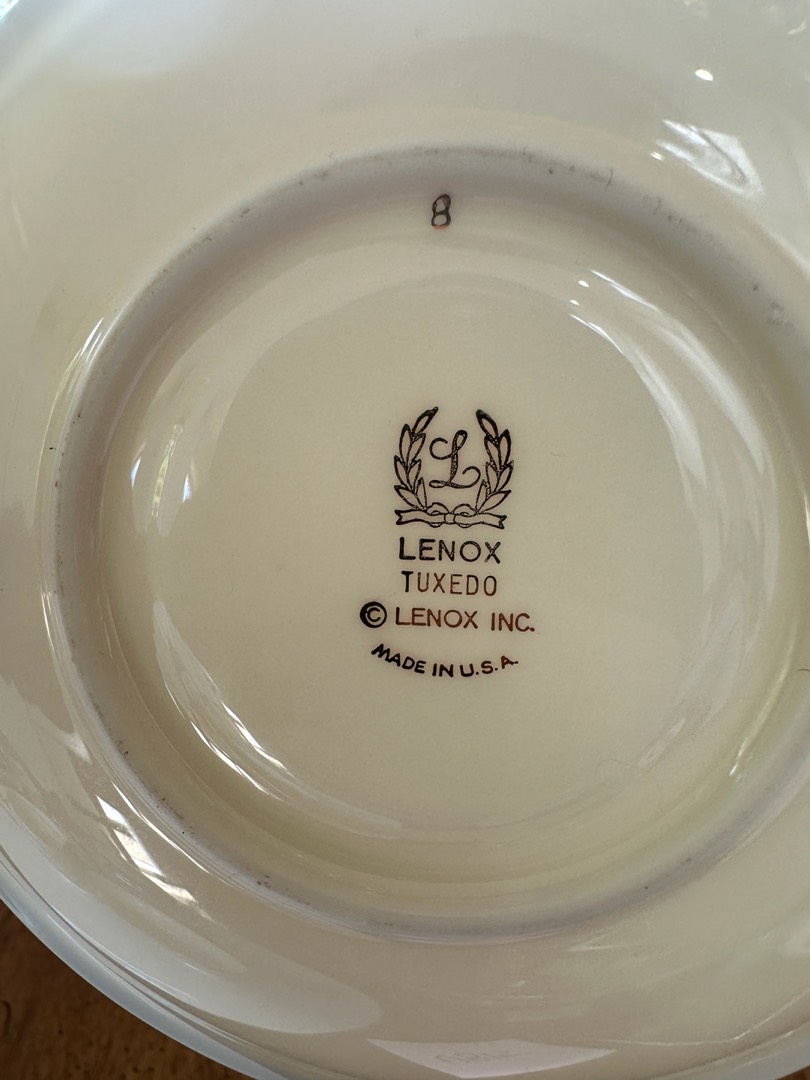 8
L
LENOX
TUXEDO
© LENOX INC.
MADE IN U.S.A.